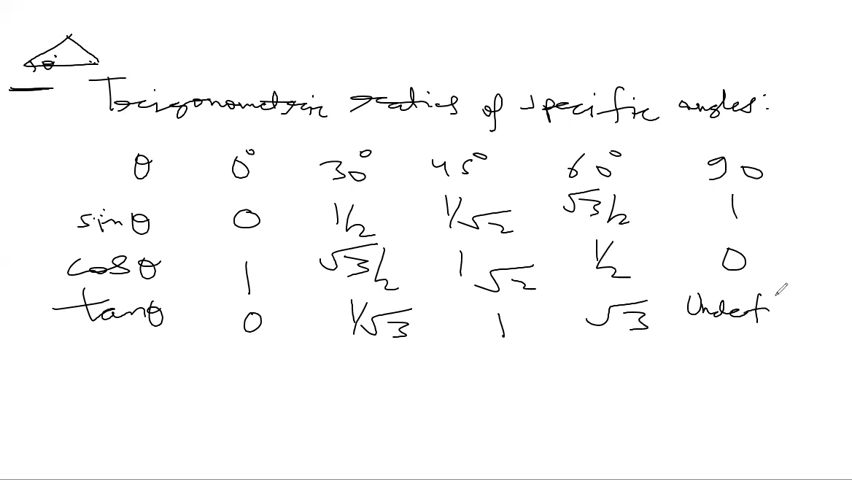 Trigonometric ratios of specific angles:
θ 0° 30° 45° 60° 90
sinθ 0 1/2 1/√2 √3/2 1
cosθ 1 √3/2 1 √2 1/2 0
tanθ 0 1/√3 1 √3 Undef